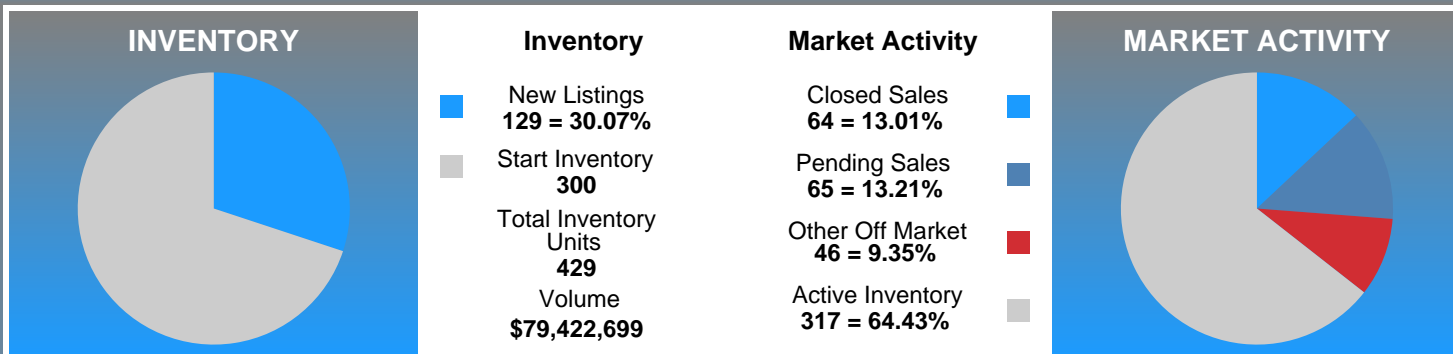 INVENTORY
Inventory
New Listings
129 = 30.07%
Start Inventory
300
Total Inventory
Units
429
Volume
$79,422,699
Market Activity
Closed Sales
64 = 13.01%
Pending Sales
65 = 13.21%
Other Off Market
46 = 9.35%
Active Inventory
317 = 64.43%
MARKET ACTIVITY